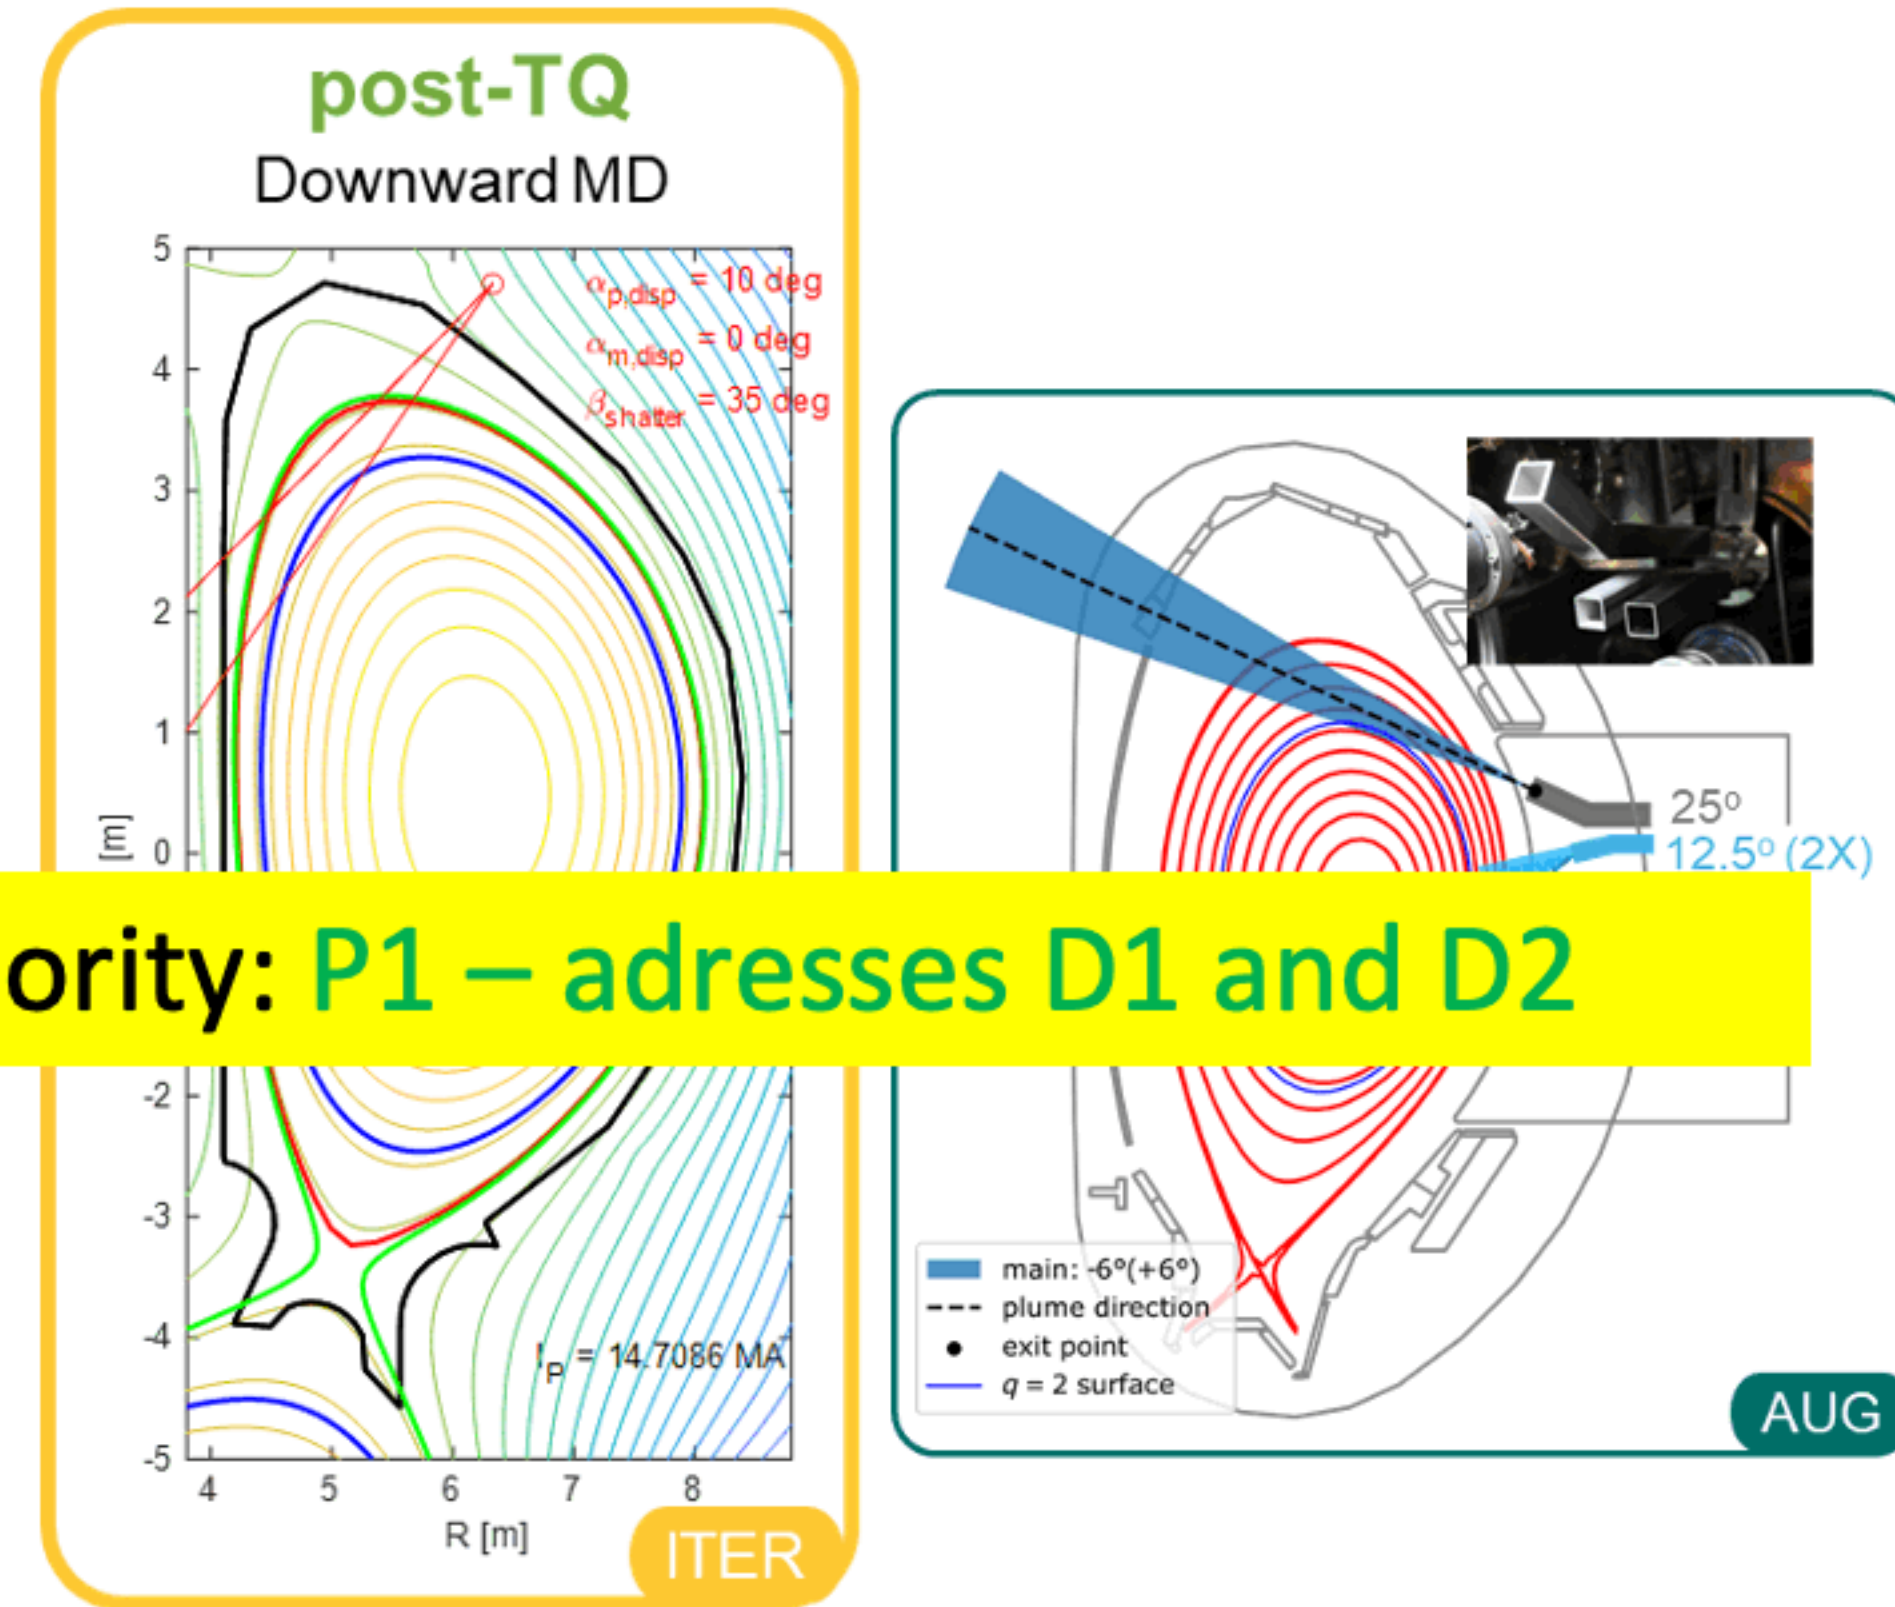 post-TQ
Downward MD
α_p,disp = 10 deg
α_m,disp = 0 deg
β_shatter = 35 deg
5
4
3
2
1
0
-2
-3
-4
-5
[m]
I_P = 14.7086 MA
4 5 6 7 8
R [m]
ITER
25º
12.5º (2X)
ority: P1 – adresses D1 and D2
main: -6°(+6°)
plume direction
exit point
q = 2 surface
AUG